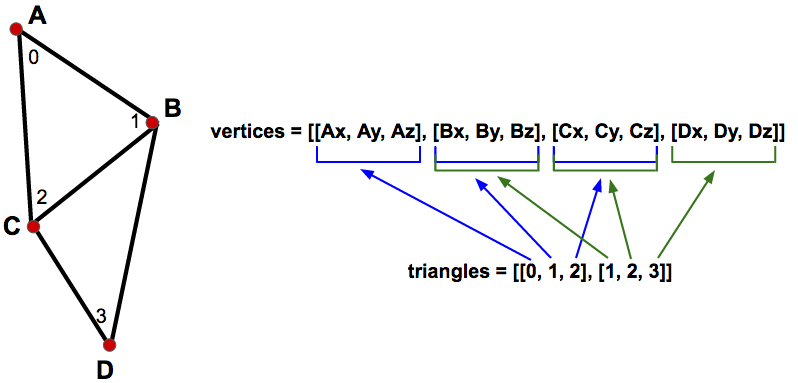 A
0
B
1
vertices = [[Ax, Ay, Az], [Bx, By, Bz], [Cx, Cy, Cz], [Dx, Dy, Dz]]
2
C
triangles = [[0, 1, 2], [1, 2, 3]]
3
D